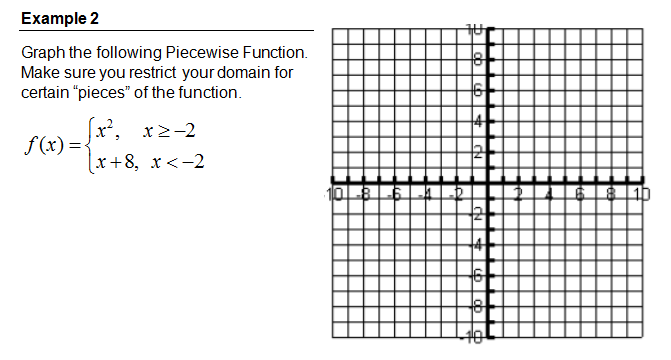 Example 2
Graph the following Piecewise Function.
Make sure you restrict your domain for
certain “pieces” of the function.
f(x) = { x², x ≥ -2
x + 8, x < -2
10
8
6
4
2
10 -8 -6 -4 -2 2 4 6 8 10
-2
-4
-6
-8
-10